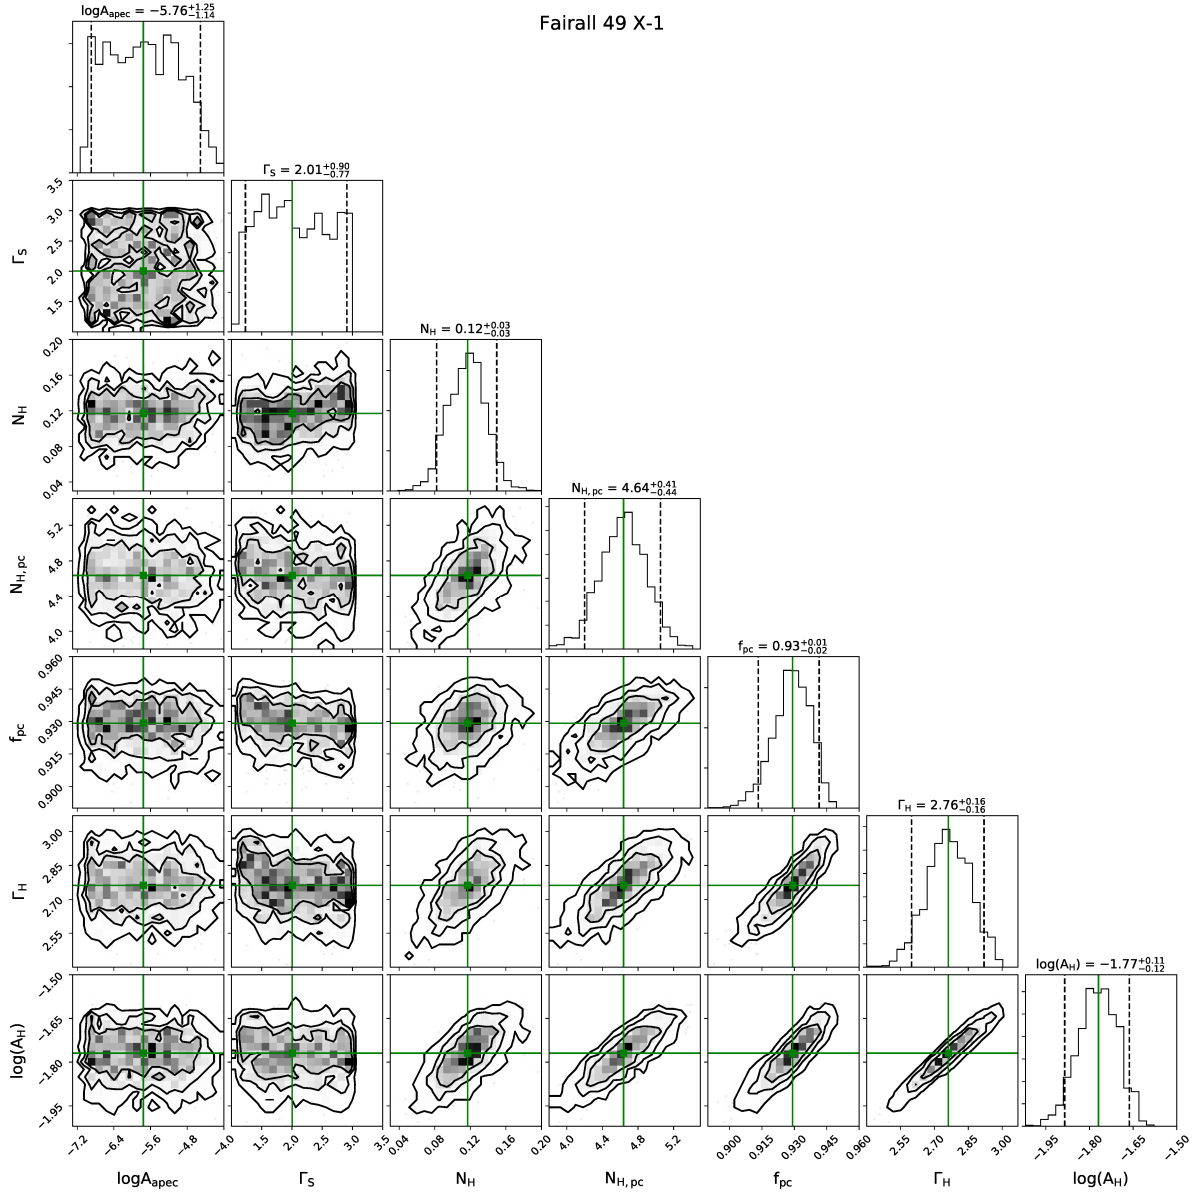 Fairall 49 X-1
logA_apec = −5.76 +1.25 −1.14
Γ_S = 2.01 +0.90 −0.77
3.5
3.0
2.5
2.0
1.5
Γ_S
N_H = 0.12 +0.03 −0.03
0.20
0.16
0.12
0.08
0.04
N_H
N_H, pc = 4.64 +0.41 −0.44
5.2
4.8
4.4
4.0
N_H, pc
f_pc = 0.93 +0.01 −0.02
0.960
0.945
0.930
0.915
0.900
f_pc
Γ_H = 2.76 +0.16 −0.16
3.00
2.85
2.70
2.55
Γ_H
log(A_H) = −1.77 +0.11 −0.12
−1.50
−1.65
−1.80
−1.95
log(A_H)
−7.2 −6.4 −5.6 −4.8 −4.0 1.5 2.0 2.5 3.0 3.5 0.04 0.08 0.12 0.16 0.20 4.0 4.4 4.8 5.2 0.900 0.915 0.930 0.945 0.960 2.55 2.70 2.85 3.00 −1.95 −1.80 −1.65 −1.50
logA_apec Γ_S N_H N_H, pc f_pc Γ_H log(A_H)